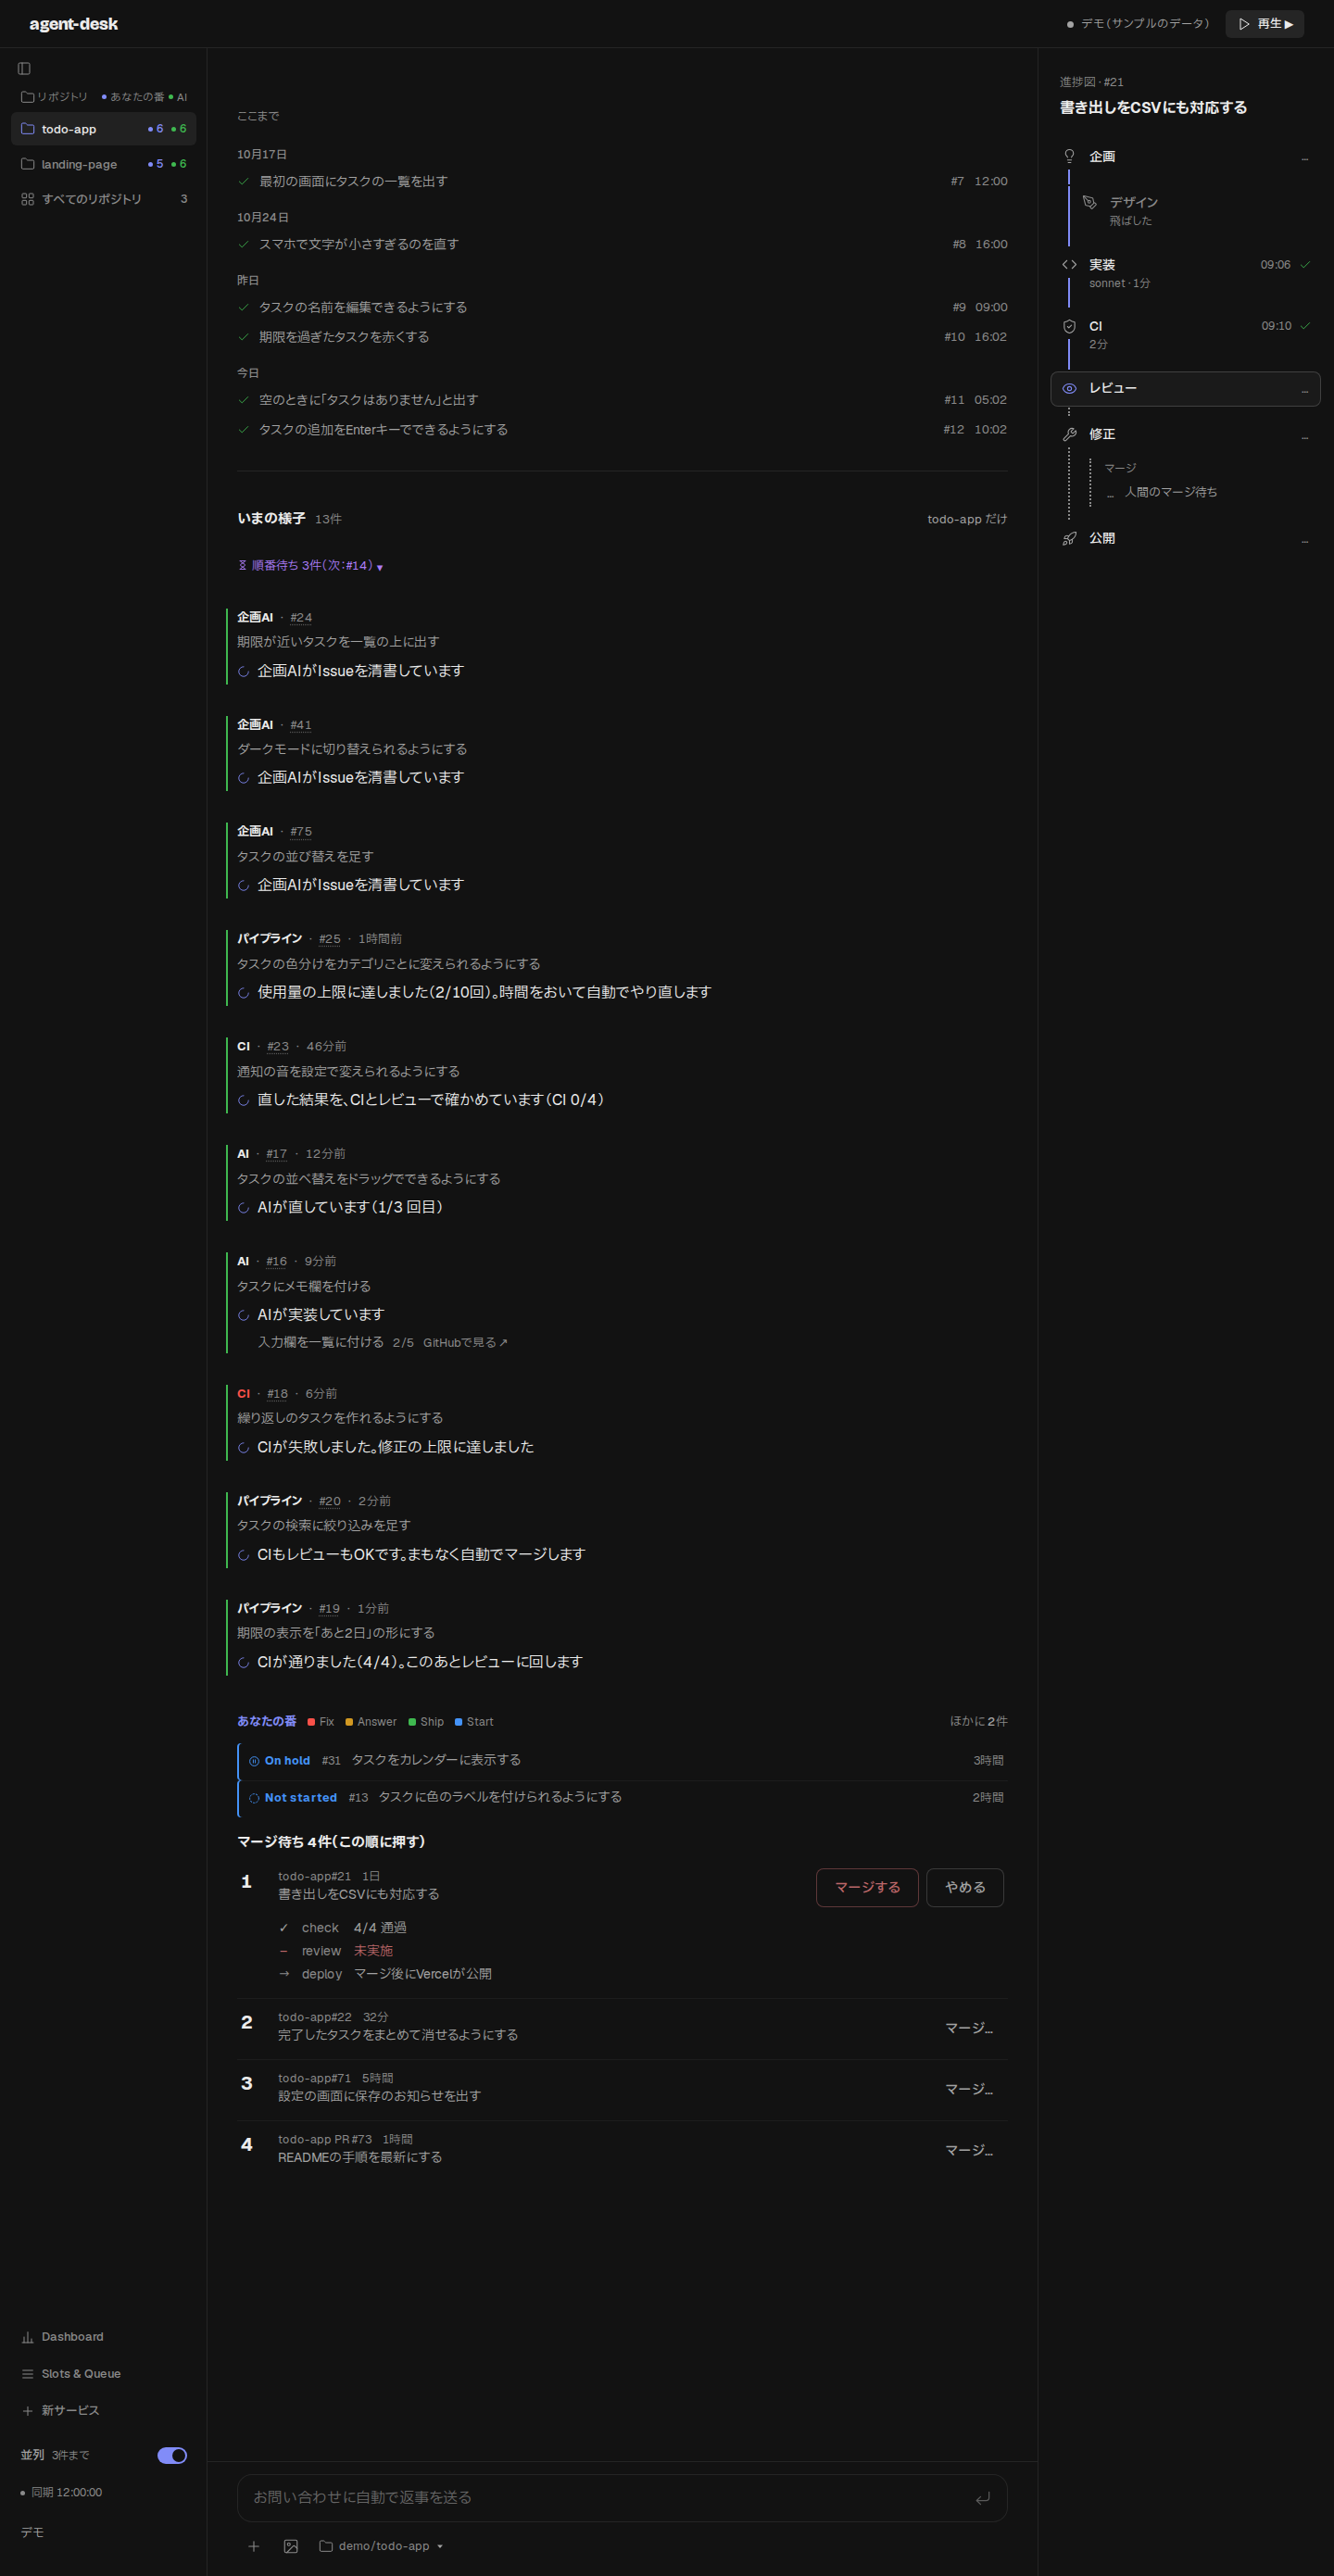 agent-desk
デモ（サンプルのデータ）
再生 ▶
リポジトリ
あなたの番
AI
todo-app
6
6
landing-page
5
6
すべてのリポジトリ
3
ここまで
10月17日
最初の画面にタスクの一覧を出す
#7 12:00
10月24日
スマホで文字が小さすぎるのを直す
#8 16:00
昨日
タスクの名前を編集できるようにする
#9 09:00
期限を過ぎたタスクを赤くする
#10 16:02
今日
空のときに「タスクはありません」と出す
#11 05:02
タスクの追加をEnterキーでできるようにする
#12 10:02
いまの様子 13件
todo-app だけ
順番待ち 3件（次：#14） ▼
企画AI · #24
期限が近いタスクを一覧の上に出す
企画AIがIssueを清書しています
企画AI · #41
ダークモードに切り替えられるようにする
企画AIがIssueを清書しています
企画AI · #75
タスクの並び替えを足す
企画AIがIssueを清書しています
パイプライン · #25 · 1時間前
タスクの色分けをカテゴリごとに変えられるようにする
使用量の上限に達しました（2/10回）。時間をおいて自動でやり直します
CI · #23 · 46分前
通知の音を設定で変えられるようにする
直した結果を、CIとレビューで確かめています（CI 0/4）
AI · #17 · 12分前
タスクの並べ替えをドラッグでできるようにする
AIが直しています（1/3 回目）
AI · #16 · 9分前
タスクにメモ欄を付ける
AIが実装しています
入力欄を一覧に付ける 2/5 GitHubで見る ↗
CI · #18 · 6分前
繰り返しのタスクを作れるようにする
CIが失敗しました。修正の上限に達しました
パイプライン · #20 · 2分前
タスクの検索に絞り込みを足す
CIもレビューもOKです。まもなく自動でマージします
パイプライン · #19 · 1分前
期限の表示を「あと2日」の形にする
CIが通りました（4/4）。このあとレビューに回します
あなたの番 Fix Answer Ship Start
ほかに 2件
On hold #31 タスクをカレンダーに表示する
3時間
Not started #13 タスクに色のラベルを付けられるようにする
2時間
マージ待ち 4件（この順に押す）
1
todo-app#21 1日
書き出しをCSVにも対応する
マージする
やめる
✓ check 4/4 通過
– review 未実施
→ deploy マージ後にVercelが公開
2
todo-app#22 32分
完了したタスクをまとめて消せるようにする
マージ…
3
todo-app#71 5時間
設定の画面に保存のお知らせを出す
マージ…
4
todo-app PR #73 1時間
READMEの手順を最新にする
マージ…
Dashboard
Slots & Queue
新サービス
並列 3件まで
同期 12:00:00
デモ
お問い合わせに自動で返事を送る
demo/todo-app
進捗図 · #21
書き出しをCSVにも対応する
企画 …
デザイン
飛ばした
実装 09:06
sonnet · 1分
CI 09:10
2分
レビュー …
修正 …
マージ
… 人間のマージ待ち
公開 …